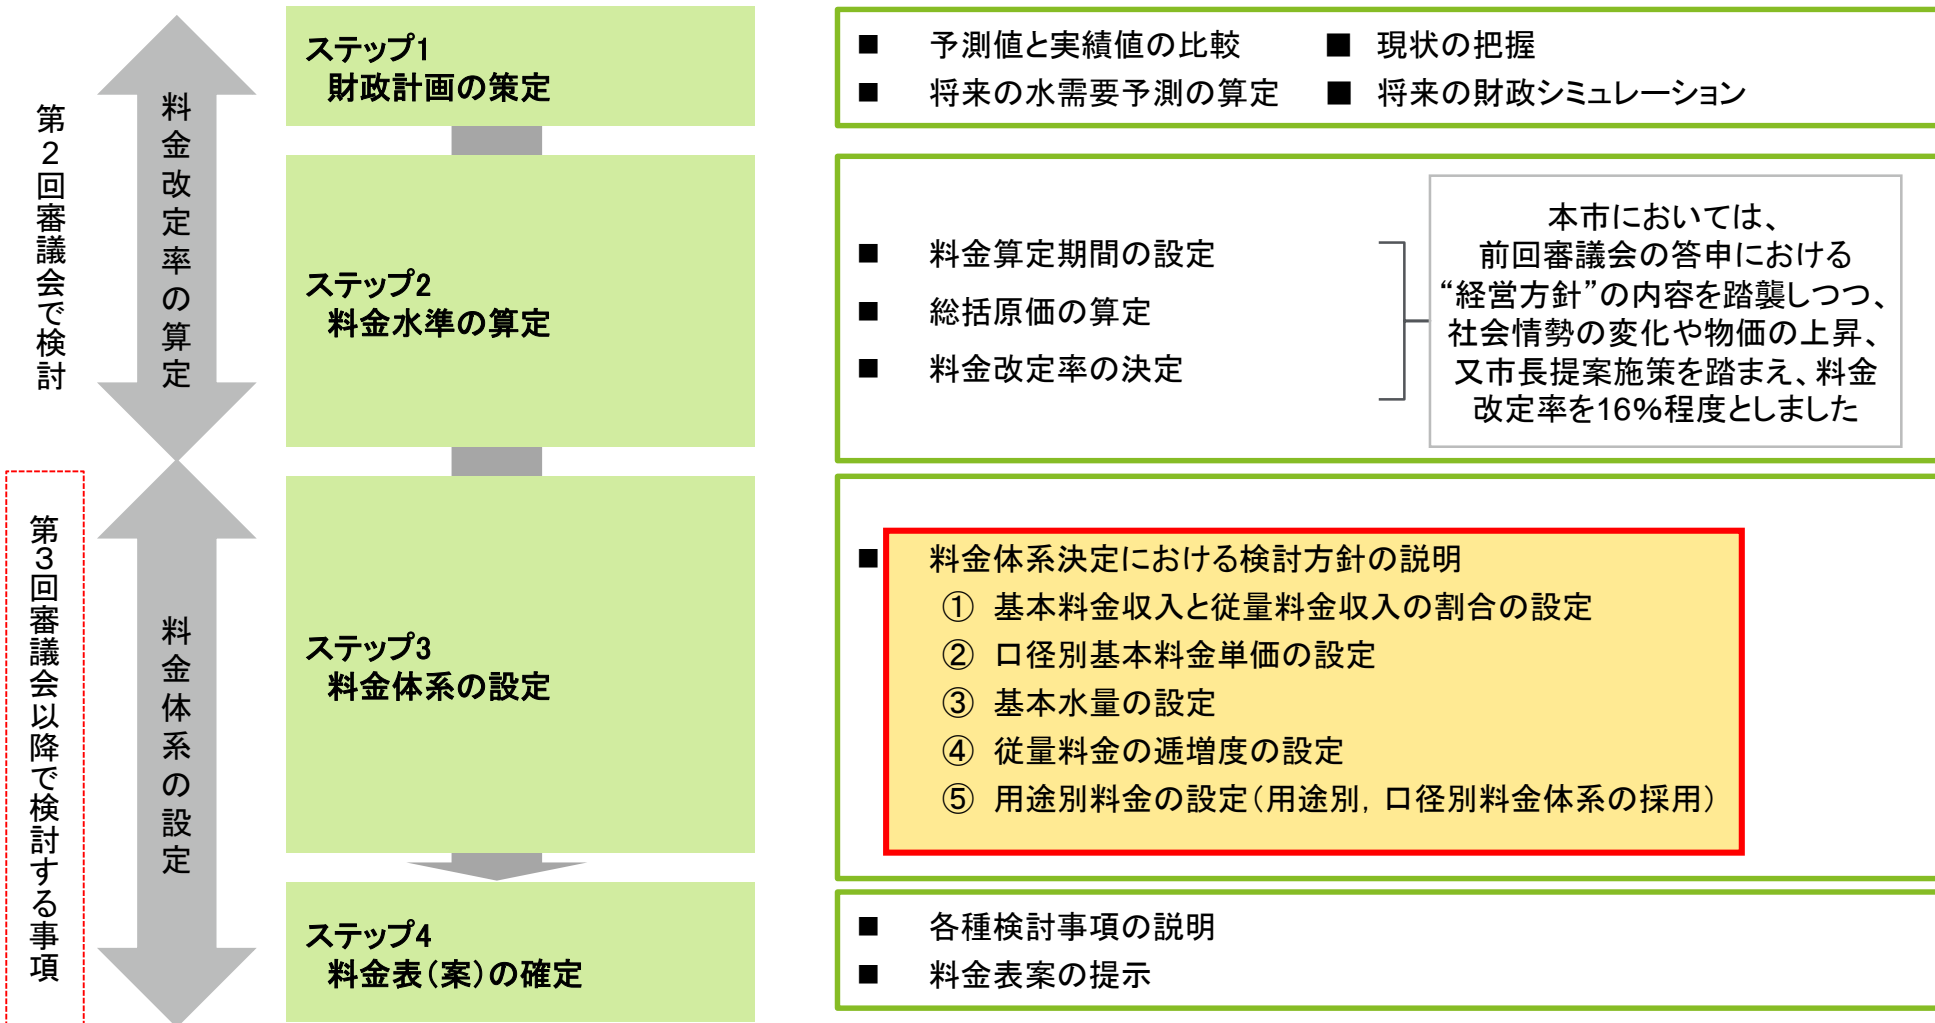 第２回審議会で検討
料金改定率の算定
ステップ1
財政計画の策定
■ 予測値と実績値の比較 ■ 現状の把握
■ 将来の水需要予測の算定 ■ 将来の財政シミュレーション
ステップ2
料金水準の算定
■ 料金算定期間の設定
■ 総括原価の算定
■ 料金改定率の決定
本市においては、
前回審議会の答申における
“経営方針”の内容を踏襲しつつ、
社会情勢の変化や物価の上昇、
又市長提案施策を踏まえ、料金
改定率を16%程度としました
第３回審議会以降で検討する事項
料金体系の設定
ステップ3
料金体系の設定
■ 料金体系決定における検討方針の説明
① 基本料金収入と従量料金収入の割合の設定
② 口径別基本料金単価の設定
③ 基本水量の設定
④ 従量料金の逓増度の設定
⑤ 用途別料金の設定（用途別，口径別料金体系の採用）
ステップ4
料金表（案）の確定
■ 各種検討事項の説明
■ 料金表案の提示